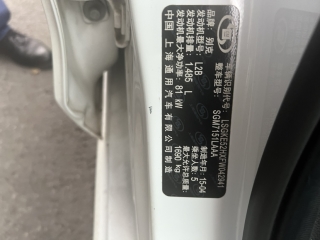 品牌: 别克
车辆识别代号
LSGKE52H0FW042941
整车型号: SGM7151LAAA
发动机型号: L2B
发动机排量: 1.485 L
发动机最大净功率: 81 kW
制造年月: 15-04
乘坐人数: 5
最大允许总质量: 1690 kg
中国 上海通用汽车有限公司制造